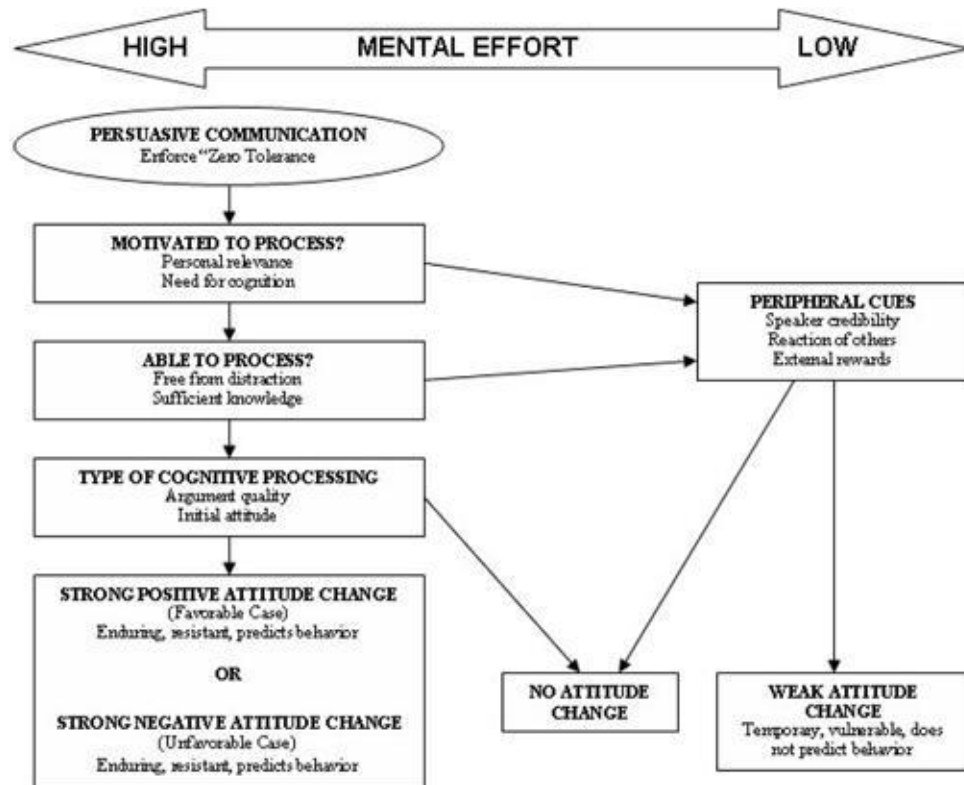 HIGH MENTAL EFFORT LOW
PERSUASIVE COMMUNICATION
Enforce "Zero Tolerance
MOTIVATED TO PROCESS?
Personal relevance
Need for cognition
PERIPHERAL CUES
Speaker credibility
Reaction of others
External rewards
ABLE TO PROCESS?
Free from distraction
Sufficient knowledge
TYPE OF COGNITIVE PROCESSING
Argument quality
Initial attitude
STRONG POSITIVE ATTITUDE CHANGE
(Favorable Case)
Enduring, resistant, predicts behavior
OR
STRONG NEGATIVE ATTITUDE CHANGE
(Unfavorable Case)
Enduring, resistant, predicts behavior
NO ATTITUDE
CHANGE
WEAK ATTITUDE
CHANGE
Temporary, vulnerable, does
not predict behavior